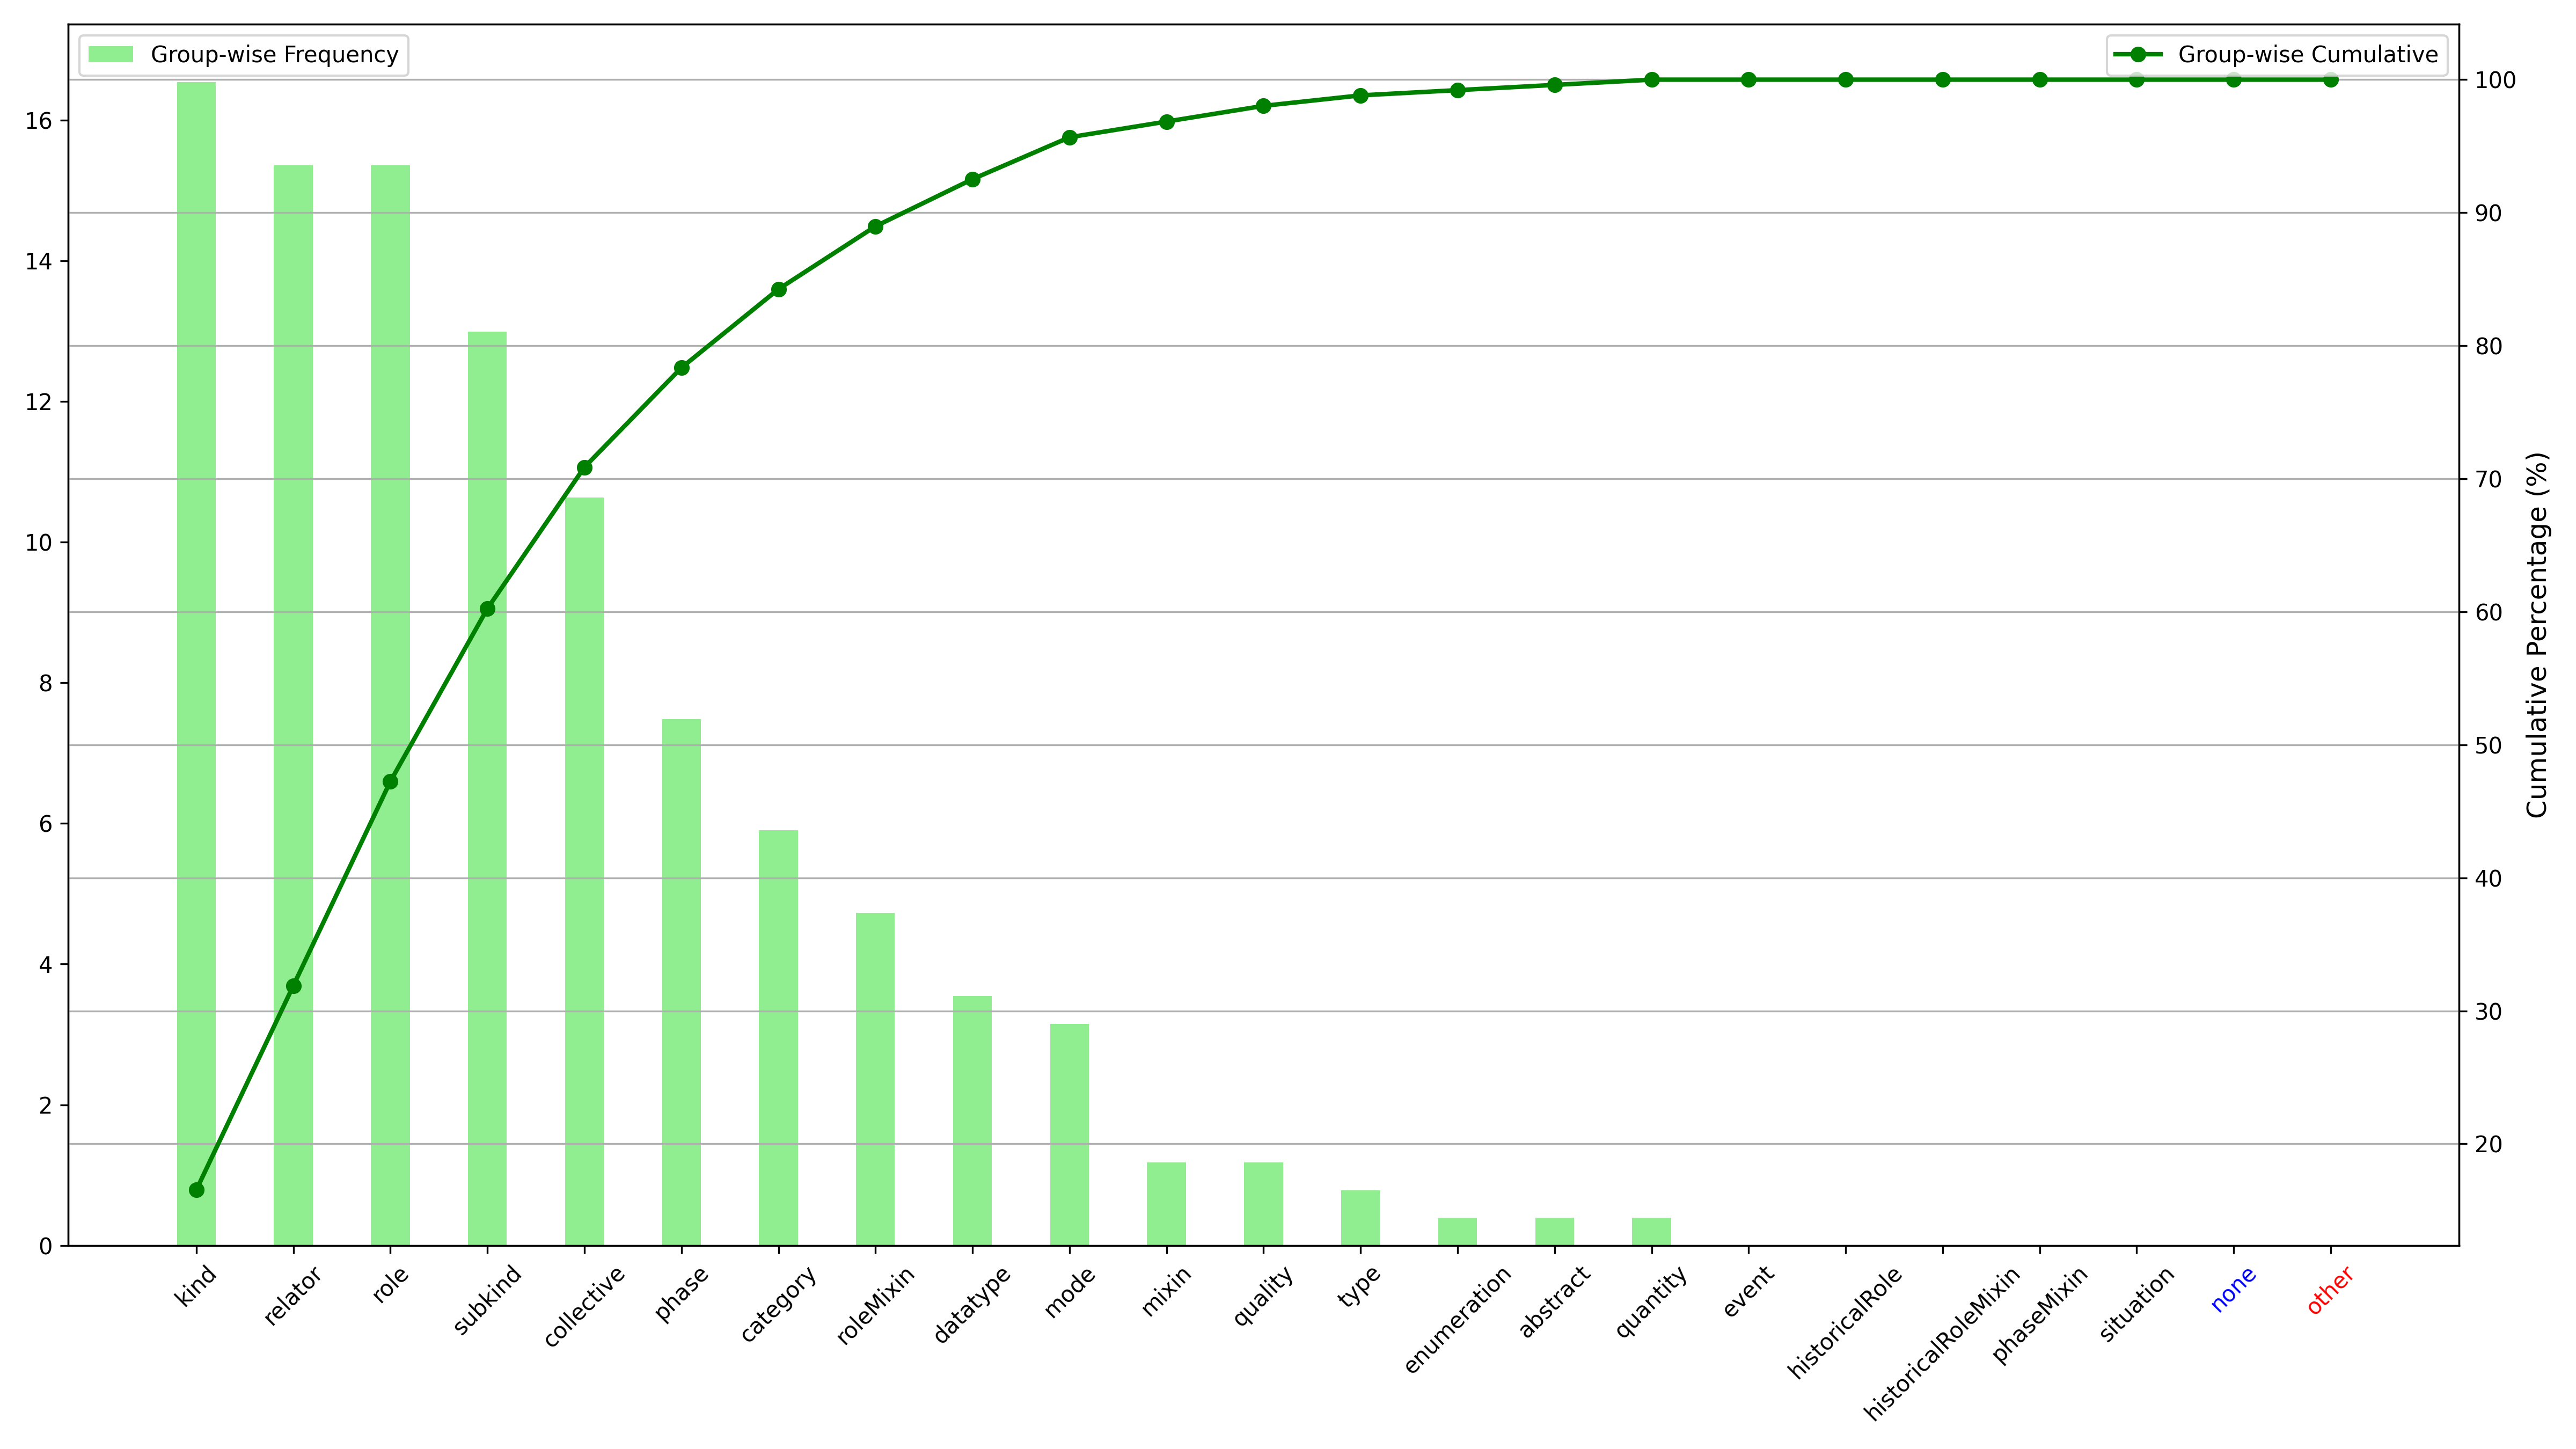 Group-wise Frequency
Group-wise Cumulative
16
14
12
10
8
6
4
2
0
100
90
80
70
60
50
40
30
20
Cumulative Percentage (%)
kind
relator
role
subkind
collective
phase
category
roleMixin
datatype
mode
mixin
quality
type
enumeration
abstract
quantity
event
historicalRole
historicalRoleMixin
phaseMixin
situation
none
other